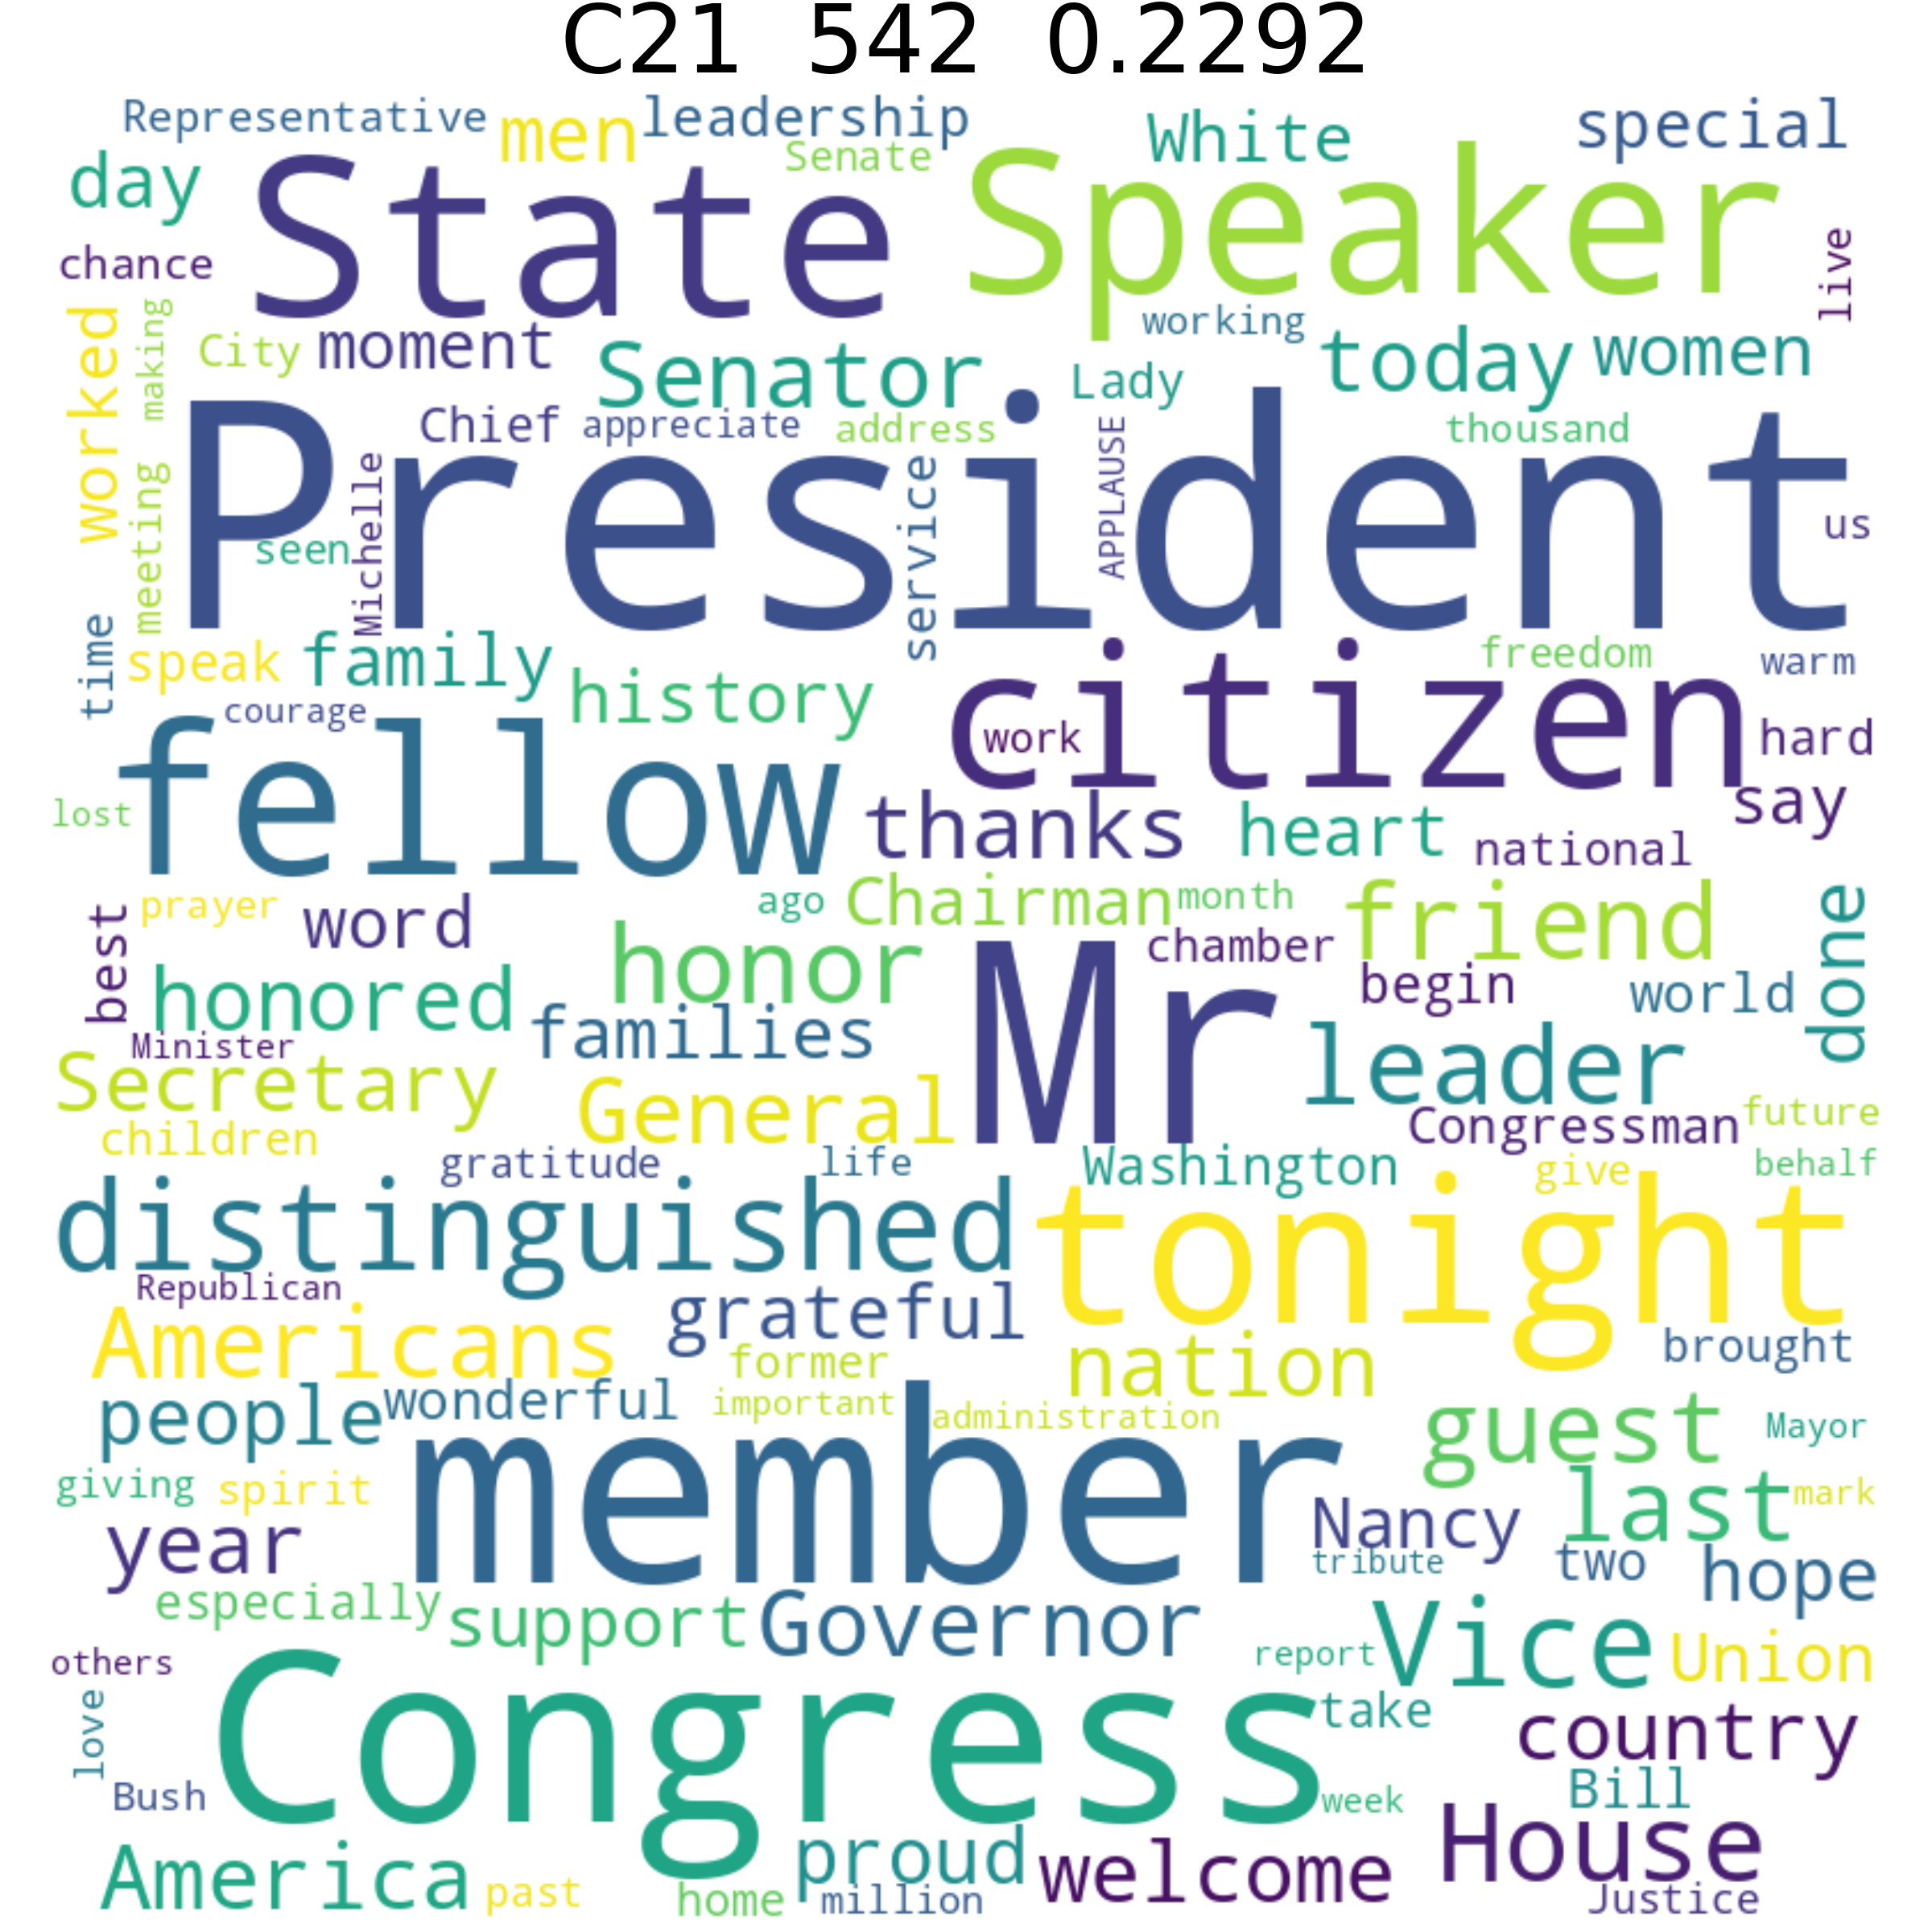 C21 542 0.2292
Representative men leadership White special
day State Senate Speaker
chance live
worked making City moment Senator working Lady today women
Chief appreciate address thousand
President
meeting seen Michelle service APPLAUSE us
time speak family history citizen freedom warm
courage work hard
fellow
lost thanks heart national say
prayer word ago Chairman month friend done
best honored honor Mr chamber begin world
Minister families leader
Secretary General Congressman future
children gratitude life Washington give behalf
distinguished tonight
Republican grateful
Americans former nation brought
people wonderful important administration guest Mayor
giving spirit member Nancy last mark
year tribute two hope
especially support Governor Vice
others report Union
love Congress take country
Bush week Bill
America past home proud million welcome House
Justice